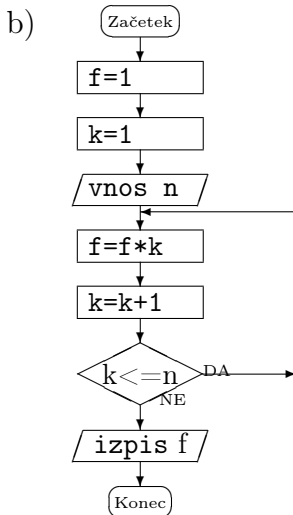 b)
Začetek
f=1
k=1
vnos n
f=f*k
k=k+1
k<=n DA
NE
izpis f
Konec